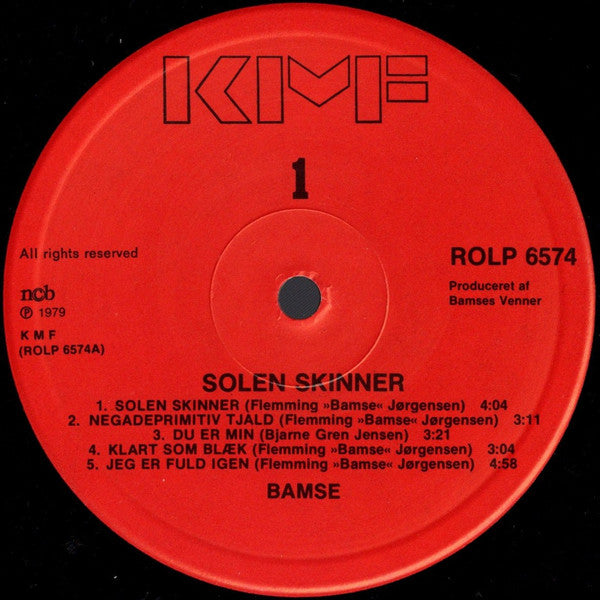 KMF
1
All rights reserved
ROLP 6574
ncb
Produceret af
Bamses Venner
℗ 1979
K M F
(ROLP 6574A)
SOLEN SKINNER
1. SOLEN SKINNER (Flemming »Bamse« Jørgensen) 4:04
2. NEGADEPRIMITIV TJALD (Flemming »Bamse« Jørgensen) 3:11
3. DU ER MIN (Bjarne Gren Jensen) 3:21
4. KLART SOM BLÆK (Flemming »Bamse« Jørgensen) 3:04
5. JEG ER FULD IGEN (Flemming »Bamse« Jørgensen) 4:58
BAMSE